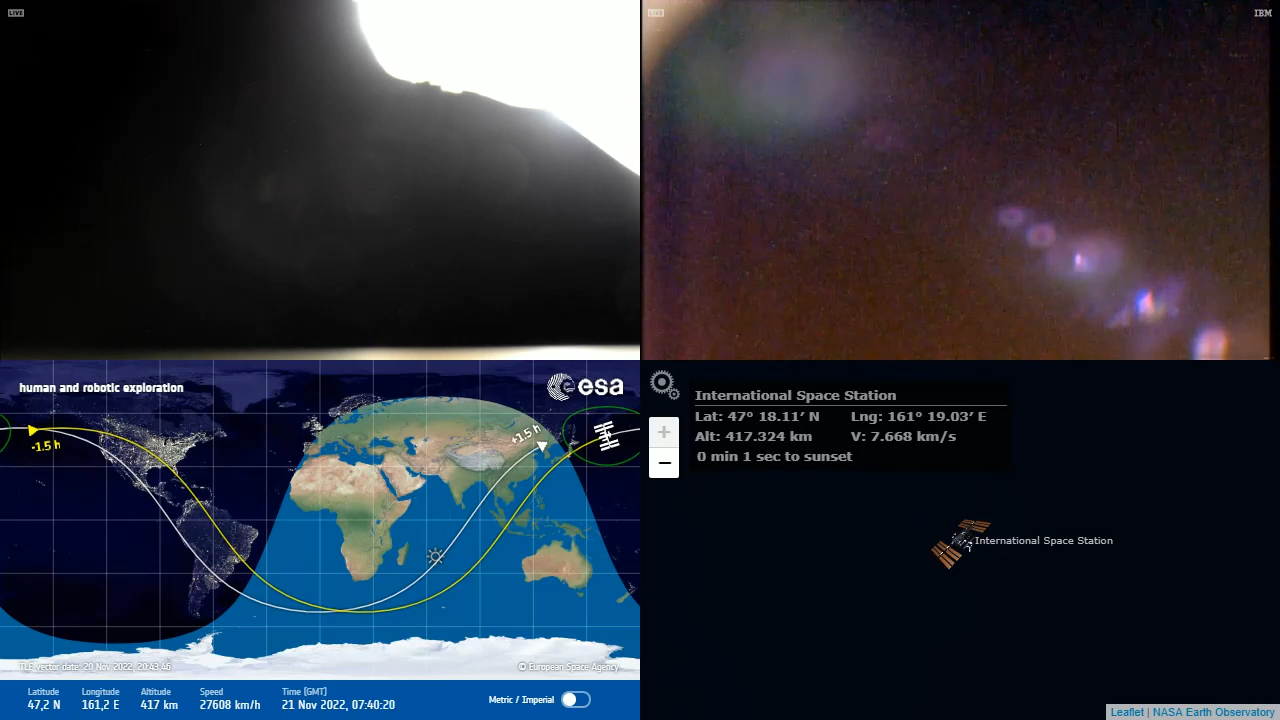 LIVE
LIVE
IBM
human and robotic exploration
esa
-1.5 h
+1.5 h
TLE vector date: 20 Nov 2022, 20:43:46
© European Space Agency
Latitude Longitude Altitude Speed Time (GMT)
47,2 N 161,2 E 417 km 27608 km/h 21 Nov 2022, 07:40:20
Metric / Imperial
International Space Station
Lat: 47° 18.11′ N Lng: 161° 19.03′ E
Alt: 417.324 km V: 7.668 km/s
0 min 1 sec to sunset
+
−
International Space Station
Leaflet | NASA Earth Observatory